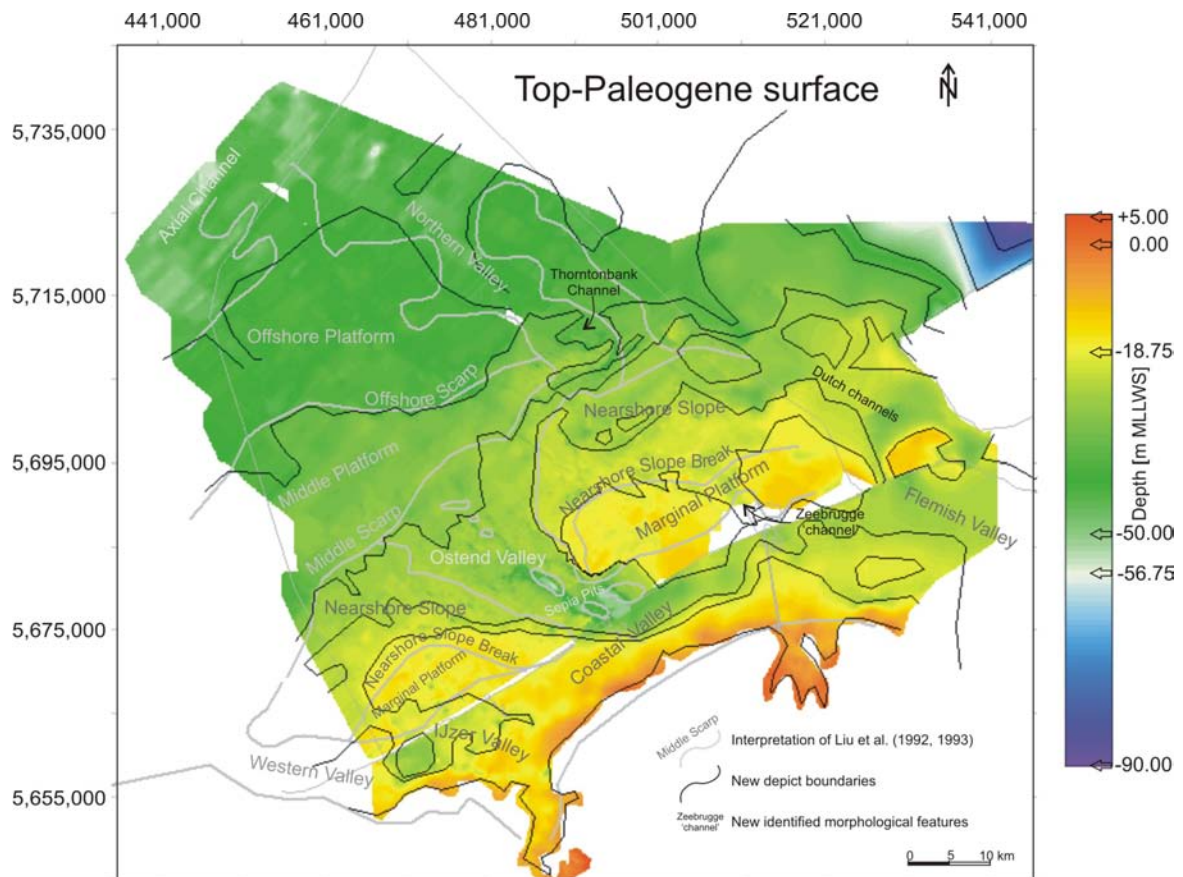 441,000 461,000 481,000 501,000 521,000 541,000
Top-Paleogene surface
N
5,735,000
5,715,000
5,695,000
5,675,000
5,655,000
Axial Channel
Northern Valley
Thorntonbank
Channel
Offshore Platform
Offshore Scarp
Dutch channels
Nearshore Slope
Middle Platform
Nearshore Slope Break
Marginal Platform
Flemish Valley
Zeebrugge
'channel'
Middle Scarp
Ostend Valley
Sepia Pits
Nearshore Slope
Coastal Valley
Nearshore Slope Break
Marginal Platform
IJzer Valley
Western Valley
Middle Scarp
Interpretation of Liu et al. (1992, 1993)
New depict boundaries
Zeebrugge
'channel'
New identified morphological features
0 5 10 km
+5.00
0.00
-18.75
-50.00
-56.75
-90.00
Depth [m MLLWS]